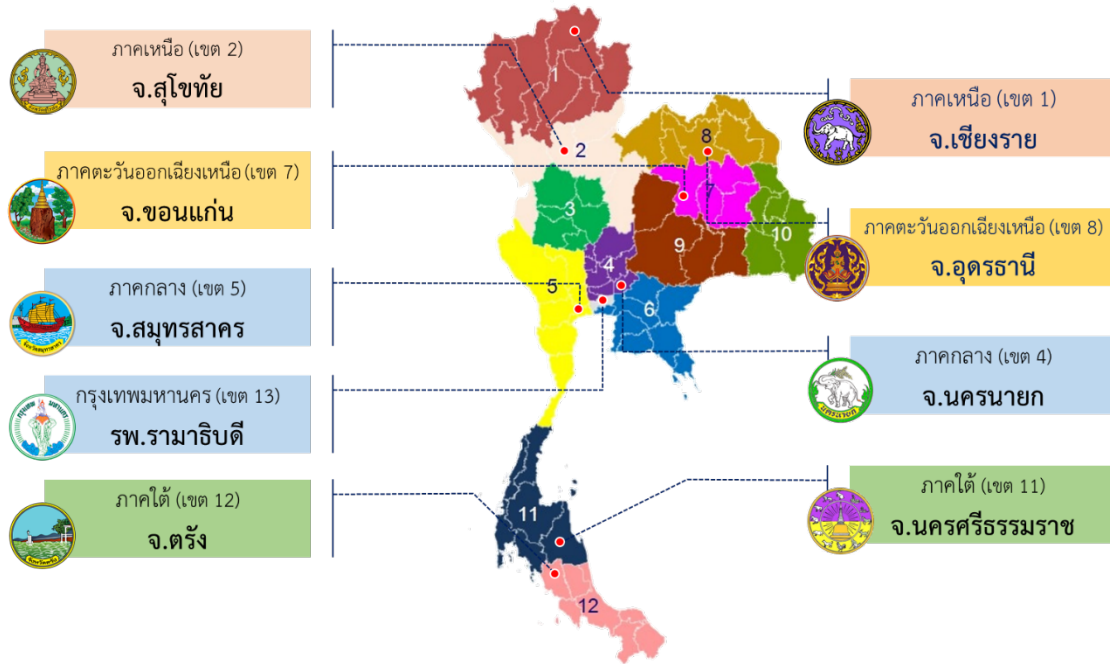 ภาคเหนือ (เขต 2)
จ.สุโขทัย
ภาคตะวันออกเฉียงเหนือ (เขต 7)
จ.ขอนแก่น
ภาคกลาง (เขต 5)
จ.สมุทรสาคร
กรุงเทพมหานคร (เขต 13)
รพ.รามาธิบดี
ภาคใต้ (เขต 12)
จ.ตรัง
1
2
8
7
3
10
9
4
5
6
11
12
ภาคเหนือ (เขต 1)
จ.เชียงราย
ภาคตะวันออกเฉียงเหนือ (เขต 8)
จ.อุดรธานี
ภาคกลาง (เขต 4)
จ.นครนายก
ภาคใต้ (เขต 11)
จ.นครศรีธรรมราช